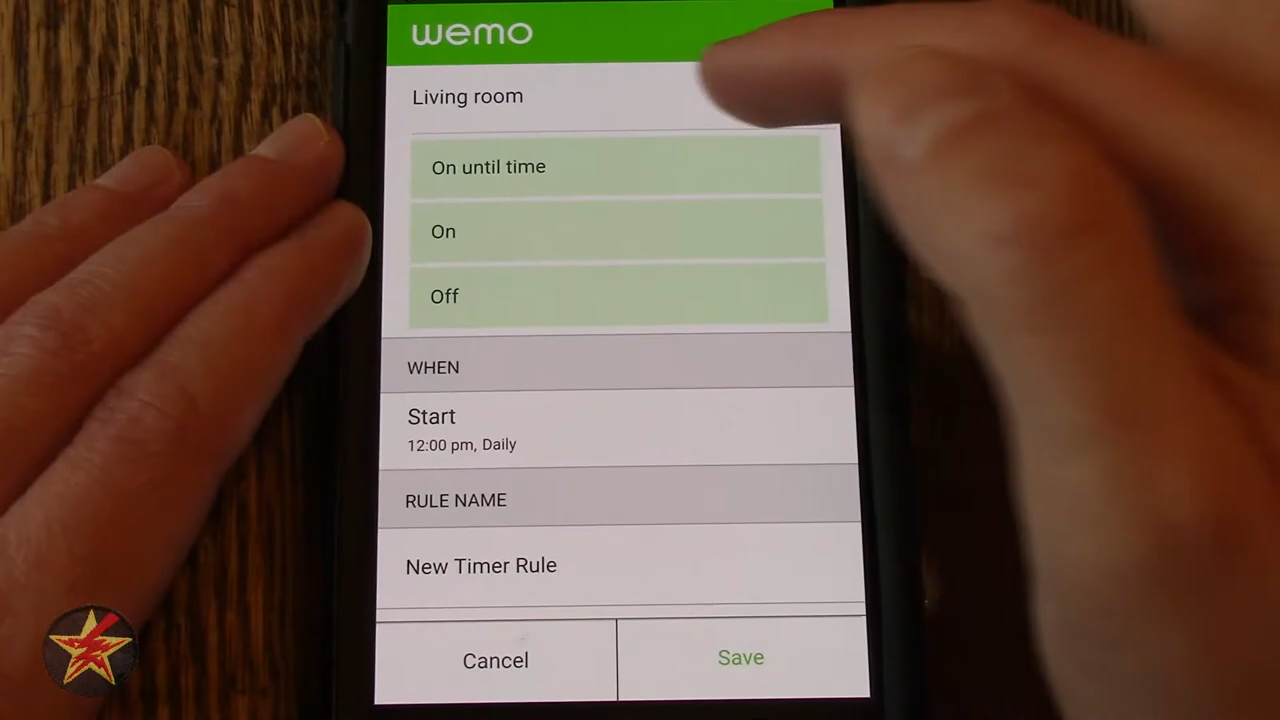 wemo
Living room
On until time
On
Off
WHEN
Start
12:00 pm, Daily
RULE NAME
New Timer Rule
Cancel
Save